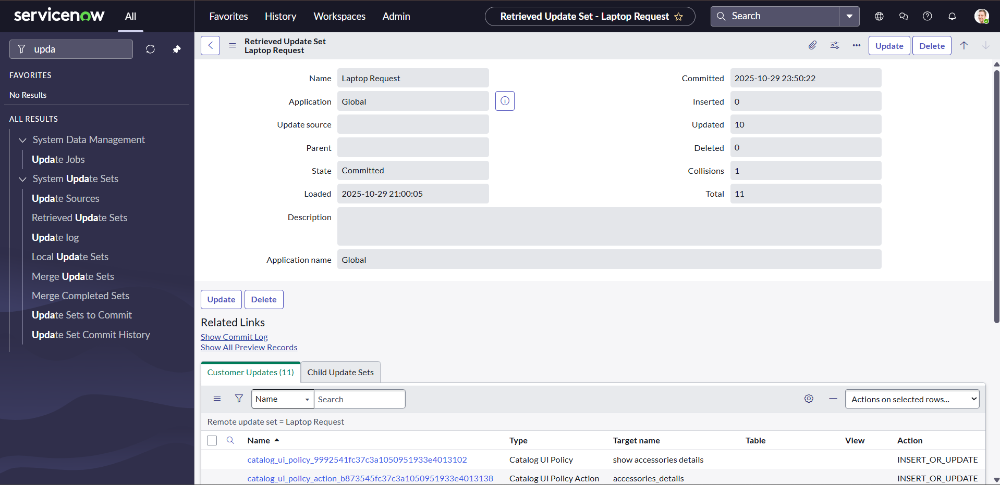 servicenow
All
Favorites
History
Workspaces
Admin
Retrieved Update Set - Laptop Request
Search
upda
FAVORITES
No Results
ALL RESULTS
System Data Management
Update Jobs
System Update Sets
Update Sources
Retrieved Update Sets
Update log
Local Update Sets
Merge Update Sets
Merge Completed Sets
Update Sets to Commit
Update Set Commit History
Retrieved Update Set
Laptop Request
Update
Delete
Name
Laptop Request
Application
Global
Update source
Parent
State
Committed
Loaded
2025-10-29 21:00:05
Committed
2025-10-29 23:50:22
Inserted
0
Updated
10
Deleted
0
Collisions
1
Total
11
Description
Application name
Global
Update
Delete
Related Links
Show Commit Log
Show All Preview Records
Customer Updates (11)
Child Update Sets
Name
Search
Actions on selected rows...
Remote update set = Laptop Request
Name Type Target name Table View Action
catalog_ui_policy_9992541fc37c3a1050951933e4013102 Catalog UI Policy show accessories details INSERT_OR_UPDATE
catalog_ui_policy_action_b873545fc37c3a1050951933e4013138 Catalog UI Policy Action accessories_details INSERT_OR_UPDATE